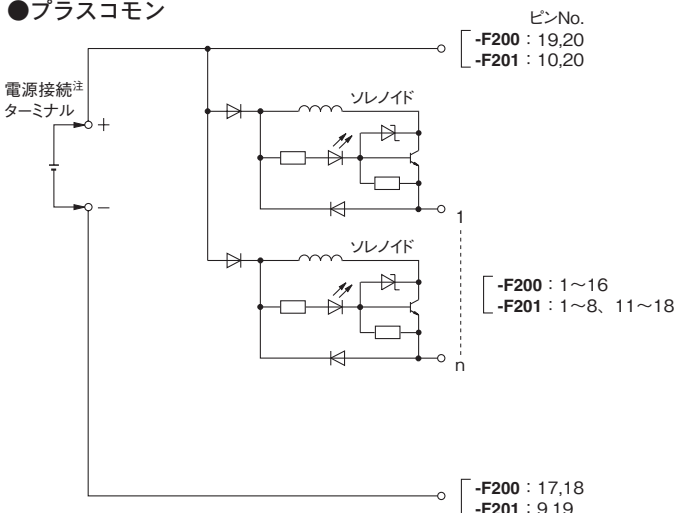 ●プラスコモン
ピンNo.
-F200：19,20
-F201：10,20
電源接続注
ターミナル
+
−
ソレノイド
1
ソレノイド
-F200：1～16
-F201：1～8、11～18
n
-F200：17,18
-F201：9,19